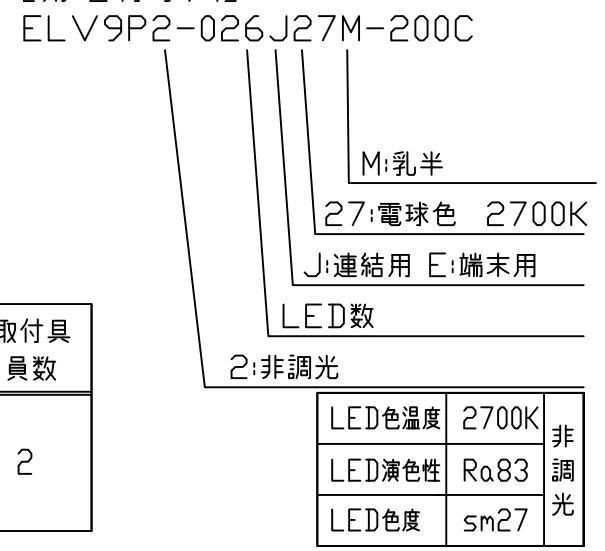 ELV9P2-026J27M-200C
M:乳半
27:電球色 2700K
J:連結用 E:端末用
LED数
2:非調光
取付具
員数
2
LED色温度 2700K 非調光
LED演色性 Ra83
LED色度 sm27